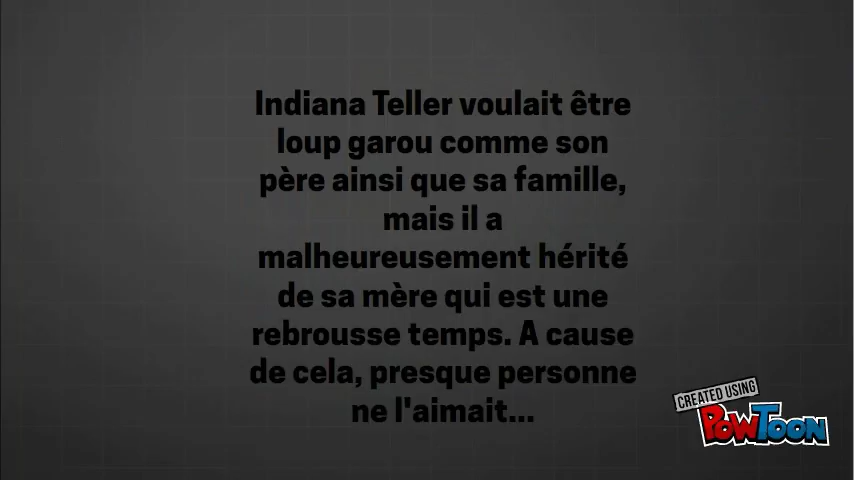 Indiana Teller voulait être
loup garou comme son
père ainsi que sa famille,
mais il a
malheureusement hérité
de sa mère qui est une
rebrousse temps. A cause
de cela, presque personne
ne l'aimait...
CREATED USING
POWTOON